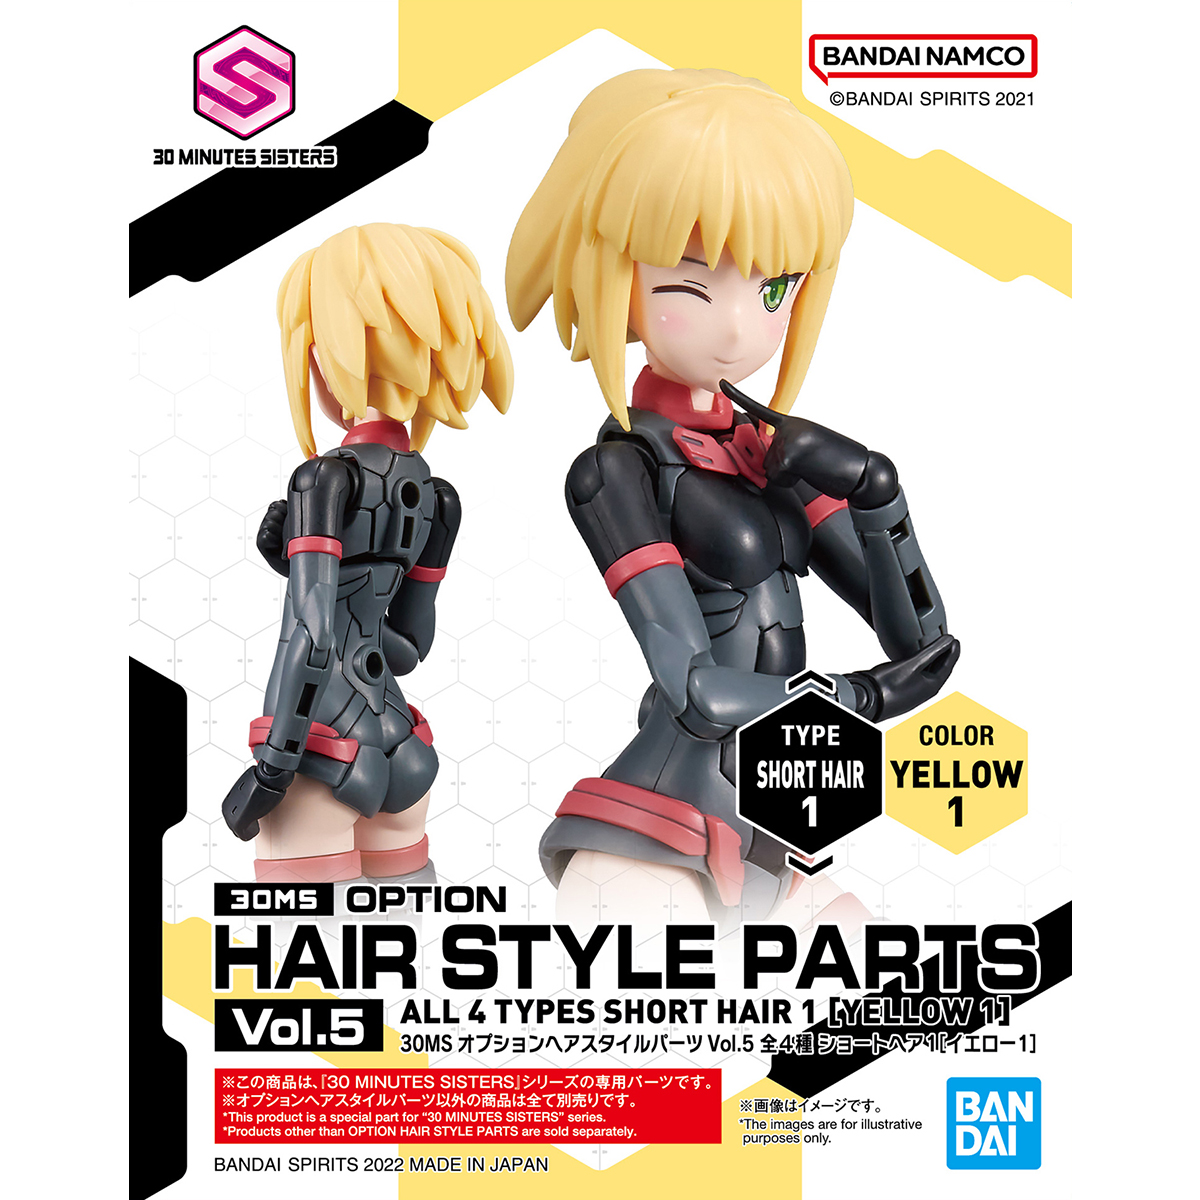 30 MINUTES SISTERS
BANDAI NAMCO
©BANDAI SPIRITS 2021
TYPE
SHORT HAIR
1
COLOR
YELLOW
1
30MS OPTION
HAIR STYLE PARTS
Vol.5
ALL 4 TYPES SHORT HAIR 1 [YELLOW 1]
30MS オプションヘアスタイルパーツ Vol.5 全4種 ショートヘア1[イエロー1]
※この商品は、『30 MINUTES SISTERS』シリーズの専用パーツです。
※オプションヘアスタイルパーツ以外の商品は全て別売りです。
*This product is a special part for “30 MINUTES SISTERS” series.
*Products other than OPTION HAIR STYLE PARTS are sold separately.
※画像はイメージです。
*The images are for illustrative
purposes only.
BAN
DAI
BANDAI SPIRITS 2022 MADE IN JAPAN